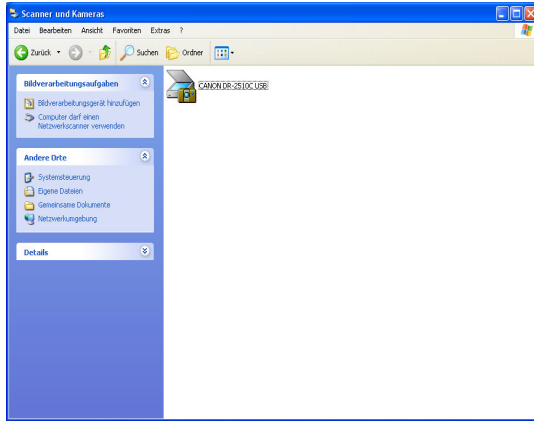 Scanner und Kameras
Datei Bearbeiten Ansicht Favoriten Extras ?
Zurück Suchen Ordner
Bildverarbeitungsaufgaben
Bildverarbeitungsgerät hinzufügen
Computer darf einen
Netzwerkscanner verwenden
Andere Orte
Systemsteuerung
Eigene Dateien
Gemeinsame Dokumente
Netzwerkumgebung
Details
CANON DR-2510C USB